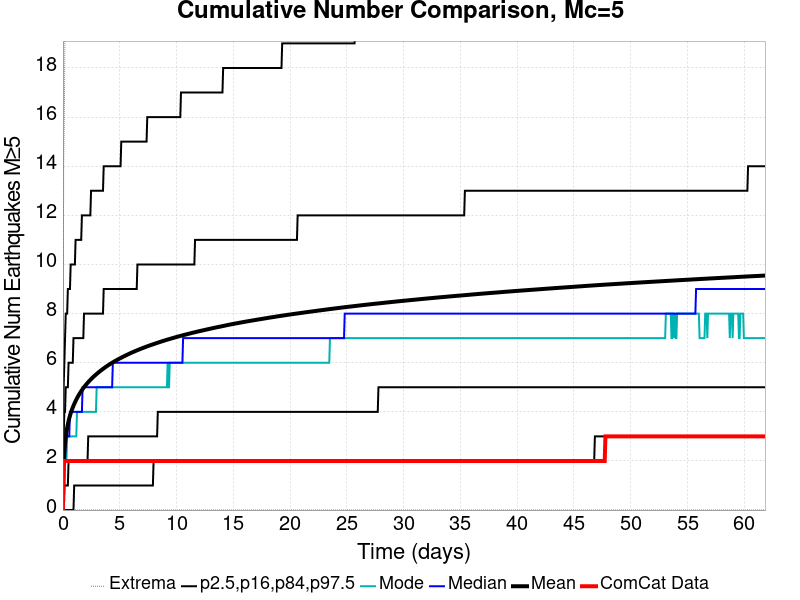 Cumulative Number Comparison, Mc=5
Cumulative Num Earthquakes M≥5
18
16
14
12
10
8
6
4
2
0
0 5 10 15 20 25 30 35 40 45 50 55 60
Time (days)
Extrema p2.5,p16,p84,p97.5 Mode Median Mean ComCat Data